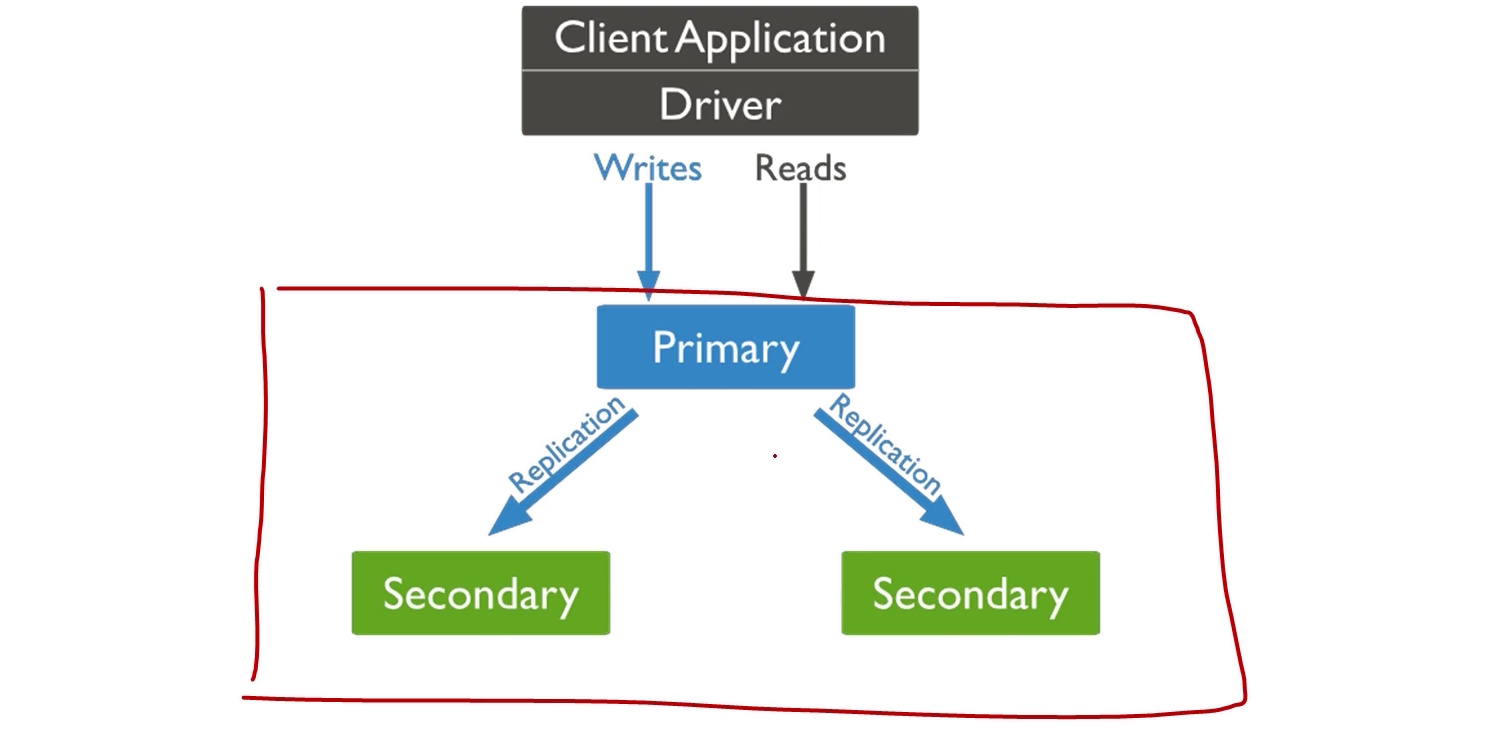 Client Application
Driver
Writes
Reads
Primary
Replication
Replication
Secondary
Secondary